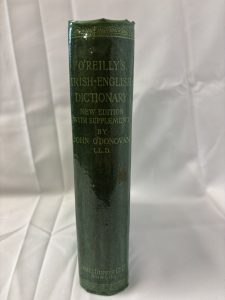 O'REILLY'S
IRISH-ENGLISH
DICTIONARY
NEW EDITION
WITH SUPPLEMENT
BY
JOHN O'DONOVAN
LL.D.